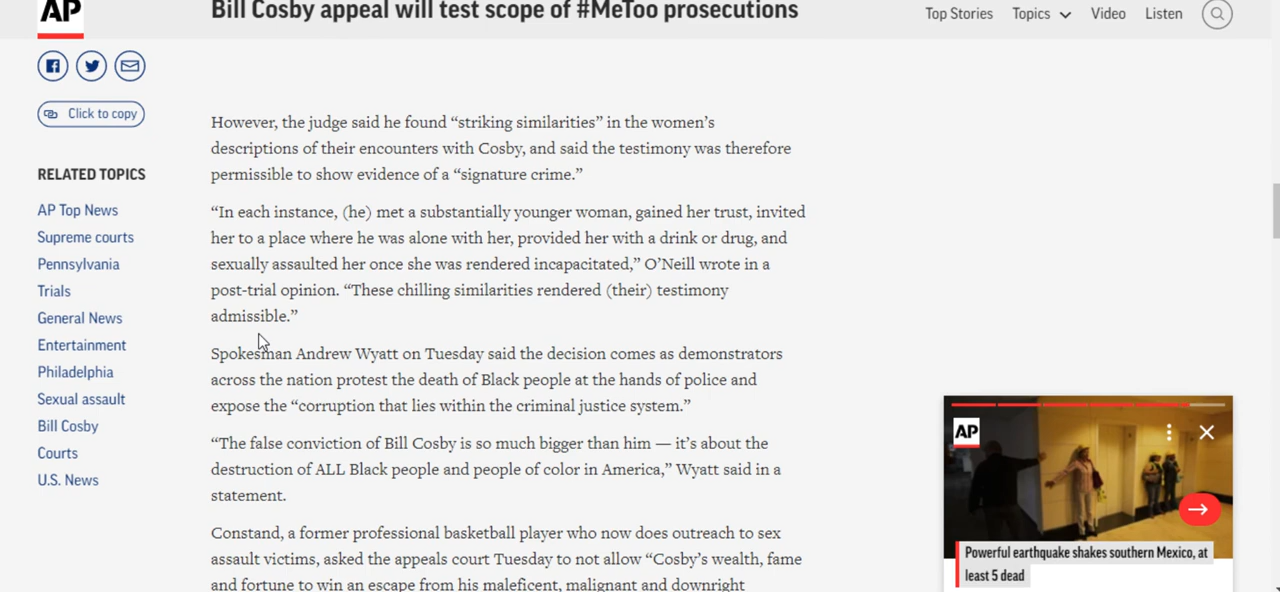 AP
Bill Cosby appeal will test scope of #MeToo prosecutions
Top Stories Topics Video Listen
Click to copy
RELATED TOPICS
AP Top News
Supreme courts
Pennsylvania
Trials
General News
Entertainment
Philadelphia
Sexual assault
Bill Cosby
Courts
U.S. News
However, the judge said he found “striking similarities” in the women’s
descriptions of their encounters with Cosby, and said the testimony was therefore
permissible to show evidence of a “signature crime.”
“In each instance, (he) met a substantially younger woman, gained her trust, invited
her to a place where he was alone with her, provided her with a drink or drug, and
sexually assaulted her once she was rendered incapacitated,” O’Neill wrote in a
post-trial opinion. “These chilling similarities rendered (their) testimony
admissible.”
Spokesman Andrew Wyatt on Tuesday said the decision comes as demonstrators
across the nation protest the death of Black people at the hands of police and
expose the “corruption that lies within the criminal justice system.”
“The false conviction of Bill Cosby is so much bigger than him — it’s about the
destruction of ALL Black people and people of color in America,” Wyatt said in a
statement.
Constand, a former professional basketball player who now does outreach to sex
assault victims, asked the appeals court Tuesday to not allow “Cosby’s wealth, fame
and fortune to win an escape from his maleficent, malignant and downright
AP
Powerful earthquake shakes southern Mexico, at
least 5 dead